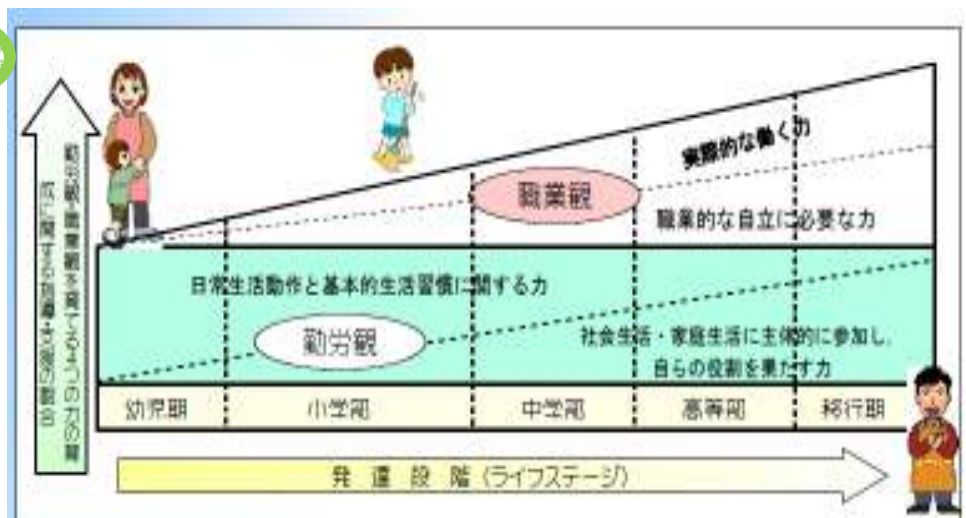 勤労観・職業観を育てる4つの力の育
成に関する指導・支援の割合
実際的な働く力
職業観
職業的な自立に必要な力
日常生活動作と基本的生活習慣に関する力
勤労観
社会生活・家庭生活に主体的に参加し、
自らの役割を果たす力
幼児期
小学部
中学部
高等部
移行期
発達段階(ライフステージ)